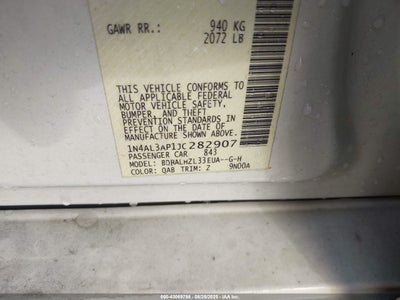 GAWR RR.: 940 KG
2072 LB
THIS VEHICLE CONFORMS TO
ALL APPLICABLE FEDERAL
MOTOR VEHICLE SAFETY,
BUMPER, AND THEFT
PREVENTION STANDARDS IN
EFFECT ON THE DATE OF
MANUFACTURE SHOWN ABOVE.
1N4AL3AP1JC282907
PASSENGER CAR 843
MODEL: BDBALHZL33EUA--G-H
COLOR: QAB TRIM: Z 9N00A
IAA, Inc.